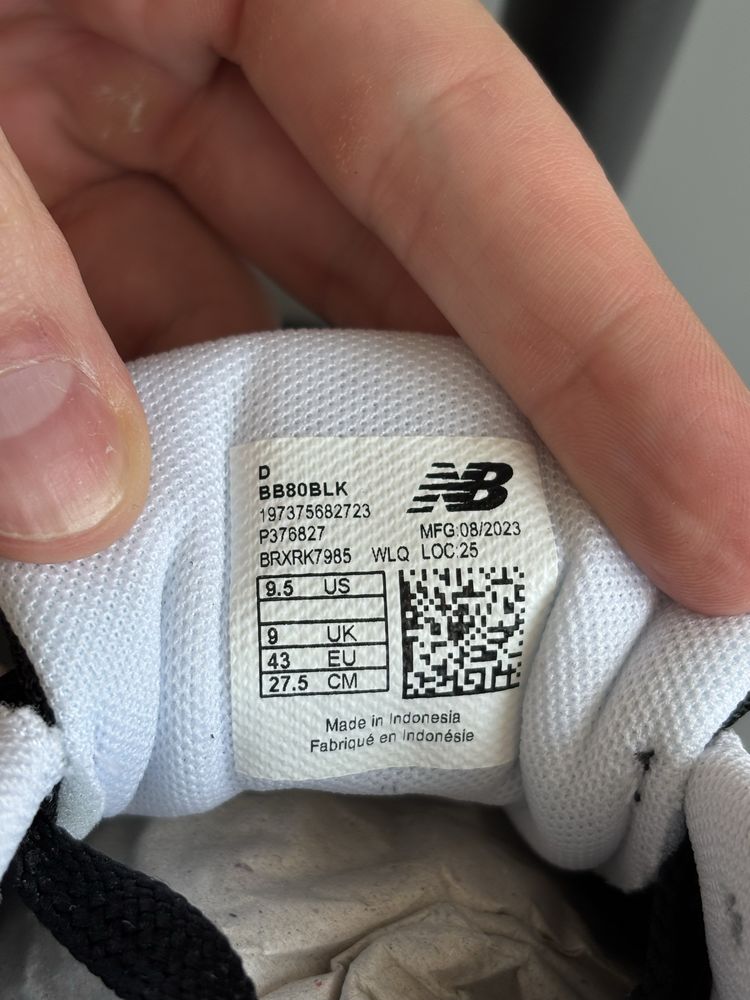 D
BB80BLK
NB
197375682723
P376827 MFG:08/2023
BRXRK7985 WLQ LOC:25
9.5 US
9 UK
43 EU
27.5 CM
Made in Indonesia
Fabriqué en Indonésie